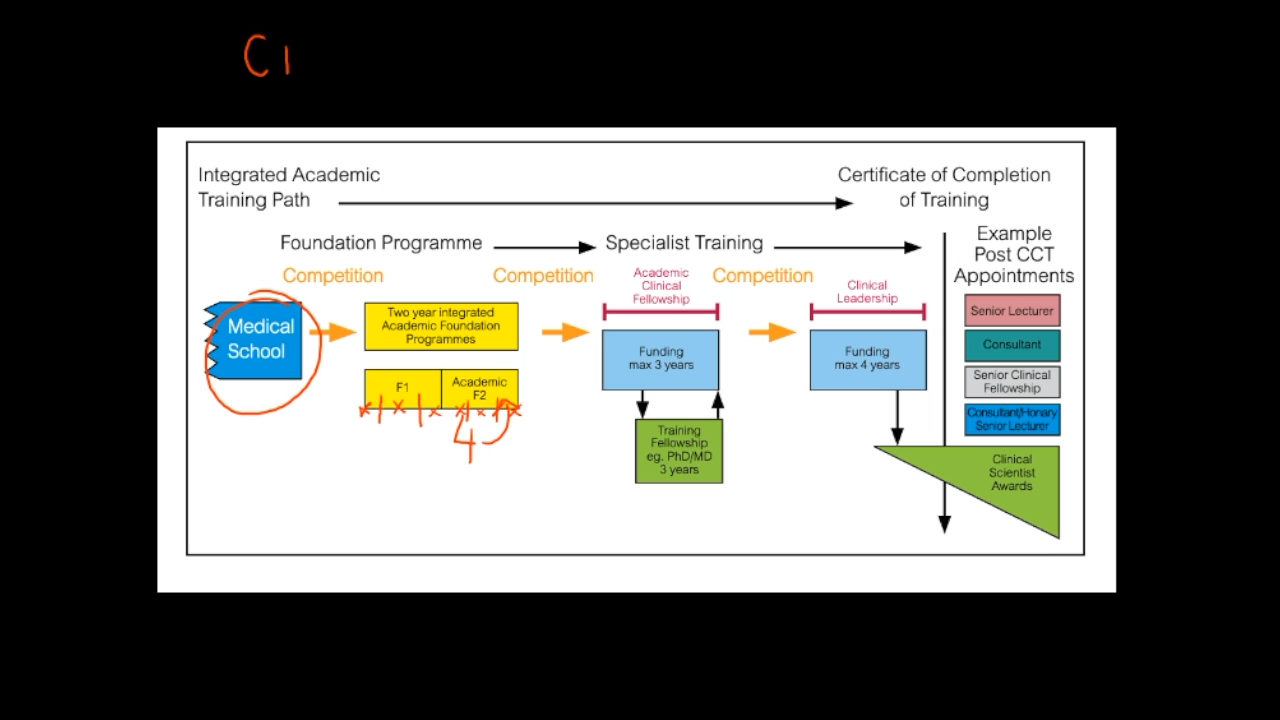 C
Integrated Academic
Training Path
Certificate of Completion
of Training
Foundation Programme
Specialist Training
Example
Post CCT
Appointments
Competition
Competition
Academic
Clinical
Fellowship
Competition
Clinical
Leadership
Medical
School
Two year integrated
Academic Foundation
Programmes
F1
Academic
F2
4
Funding
max 3 years
Training
Fellowship
eg. PhD/MD
3 years
Funding
max 4 years
Senior Lecturer
Consultant
Senior Clinical
Fellowship
Consultant/Honary
Senior Lecturer
Clinical
Scientist
Awards